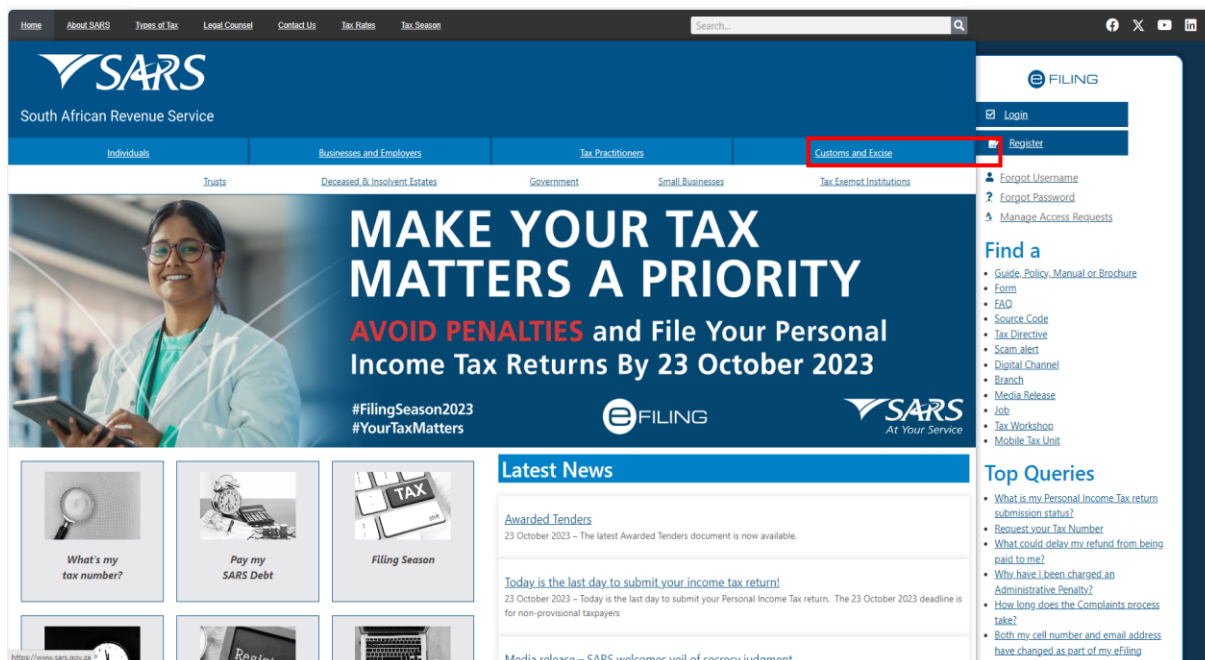 Home About SARS Types of Tax Legal Counsel Contact Us Tax Rates Tax Season Search...
SARS
South African Revenue Service
Individuals Businesses and Employers Tax Practitioners Customs and Excise
Trusts Deceased & Insolvent Estates Government Small Businesses Tax Exempt Institutions
MAKE YOUR TAX
MATTERS A PRIORITY
AVOID PENALTIES and File Your Personal
Income Tax Returns By 23 October 2023
#FilingSeason2023
#YourTaxMatters
e FILING
SARS
At Your Service
TAX
shift
What's my
tax number?
Pay my
SARS Debt
Filing Season
Latest News
Awarded Tenders
23 October 2023 – The latest Awarded Tenders document is now available.
Today is the last day to submit your income tax return!
23 October 2023 – Today is the last day to submit your Personal Income Tax return. The 23 October 2023 deadline is
for non-provisional taxpayers
Media release – SARS welcomes veil of secrecy judgment
https://www.sars.gov.za
e FILING
Login
Register
Forgot Username
Forgot Password
Manage Access Requests
Find a
Guide, Policy, Manual or Brochure
Form
FAQ
Source Code
Tax Directive
Scam alert
Digital Channel
Branch
Media Release
Job
Tax Workshop
Mobile Tax Unit
Top Queries
What is my Personal Income Tax return
submission status?
Request your Tax Number
What could delay my refund from being
paid to me?
Why have I been charged an
Administrative Penalty?
How long does the Complaints process
take?
Both my cell number and email address
have changed as part of my eFiling